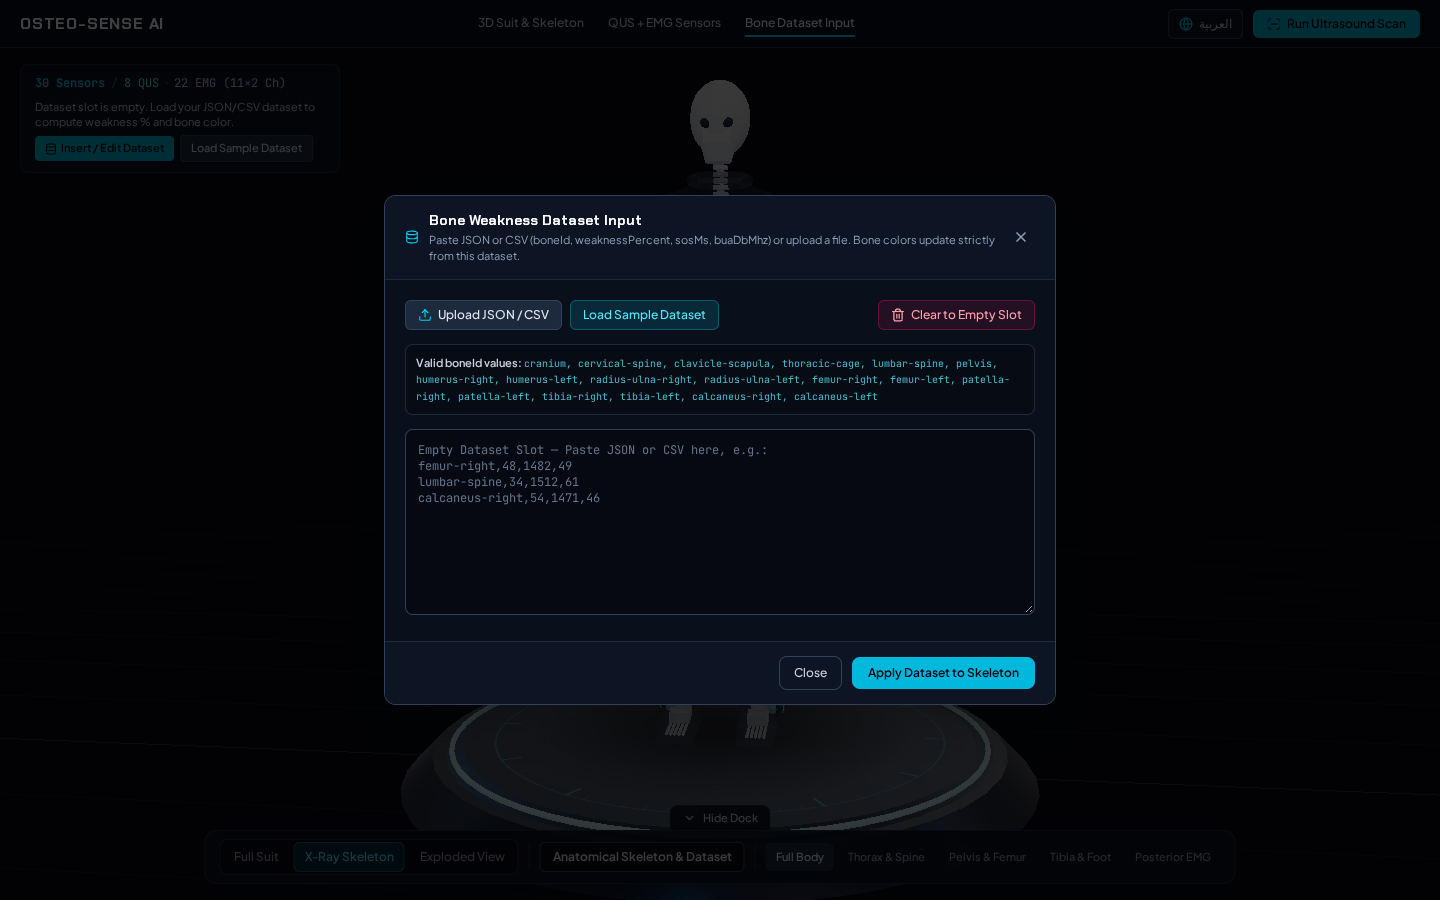 OSTEO-SENSE AI
3D Suit & Skeleton
QUS + EMG Sensors
Bone Dataset Input
العربية
Run Ultrasound Scan
30 Sensors / 8 QUS · 22 EMG (11×2 Ch)
Dataset slot is empty. Load your JSON/CSV dataset to
compute weakness % and bone color.
Insert / Edit Dataset
Load Sample Dataset
Bone Weakness Dataset Input
Paste JSON or CSV (boneId, weaknessPercent, sosMs, buaDbMhz) or upload a file. Bone colors update strictly
from this dataset.
Upload JSON / CSV
Load Sample Dataset
Clear to Empty Slot
Valid boneId values: cranium, cervical-spine, clavicle-scapula, thoracic-cage, lumbar-spine, pelvis,
humerus-right, humerus-left, radius-ulna-right, radius-ulna-left, femur-right, femur-left, patella-
right, patella-left, tibia-right, tibia-left, calcaneus-right, calcaneus-left
Empty Dataset Slot — Paste JSON or CSV here, e.g.:
femur-right,48,1482,49
lumbar-spine,34,1512,61
calcaneus-right,54,1471,46
Close
Apply Dataset to Skeleton
Hide Dock
Full Suit
X-Ray Skeleton
Exploded View
Anatomical Skeleton & Dataset
Full Body
Thorax & Spine
Pelvis & Femur
Tibia & Foot
Posterior EMG